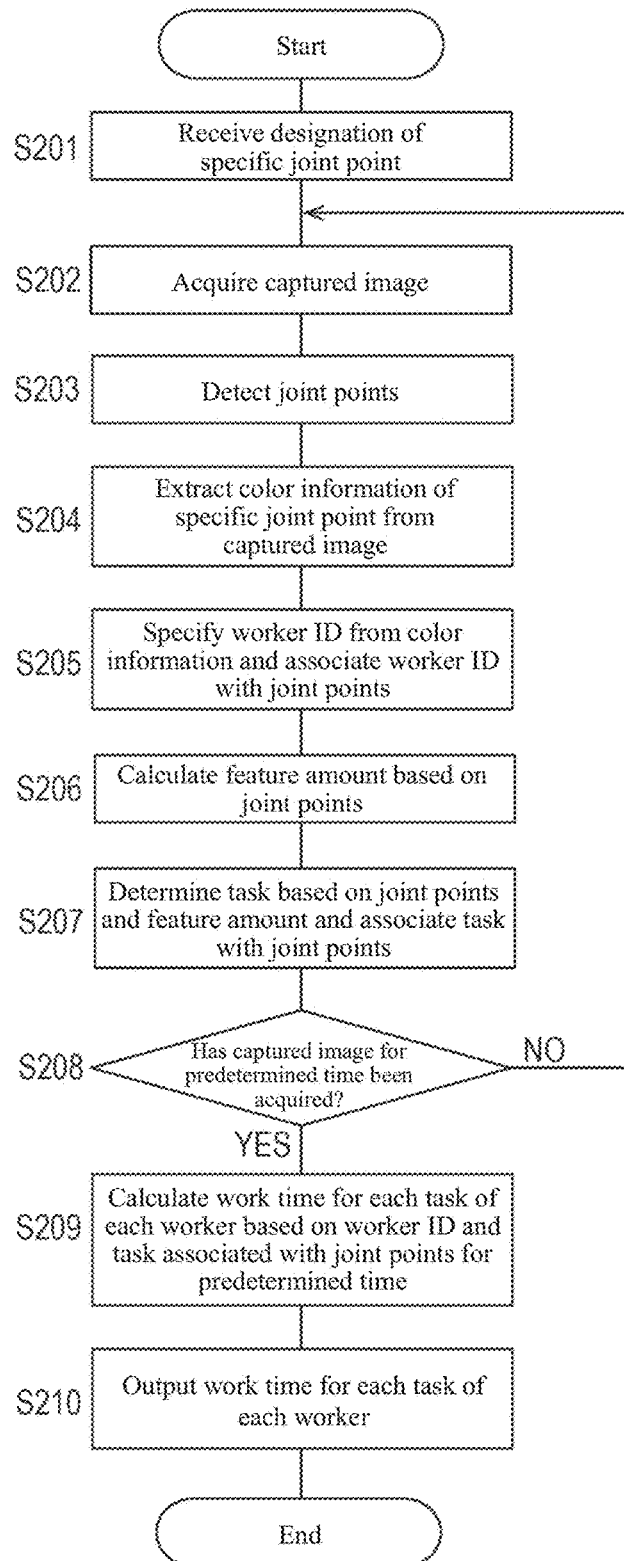 Start
S201
Receive designation of
specific joint point
S202
Acquire captured image
S203
Detect joint points
S204
Extract color information of
specific joint point from
captured image
S205
Specify worker ID from color
information and associate worker ID
with joint points
S206
Calculate feature amount based on
joint points
S207
Determine task based on joint points
and feature amount and associate task
with joint points
S208
Has captured image for
predetermined time been
acquired?
NO
YES
S209
Calculate work time for each task of
each worker based on worker ID and
task associated with joint points for
predetermined time
S210
Output work time for each task of
each worker
End